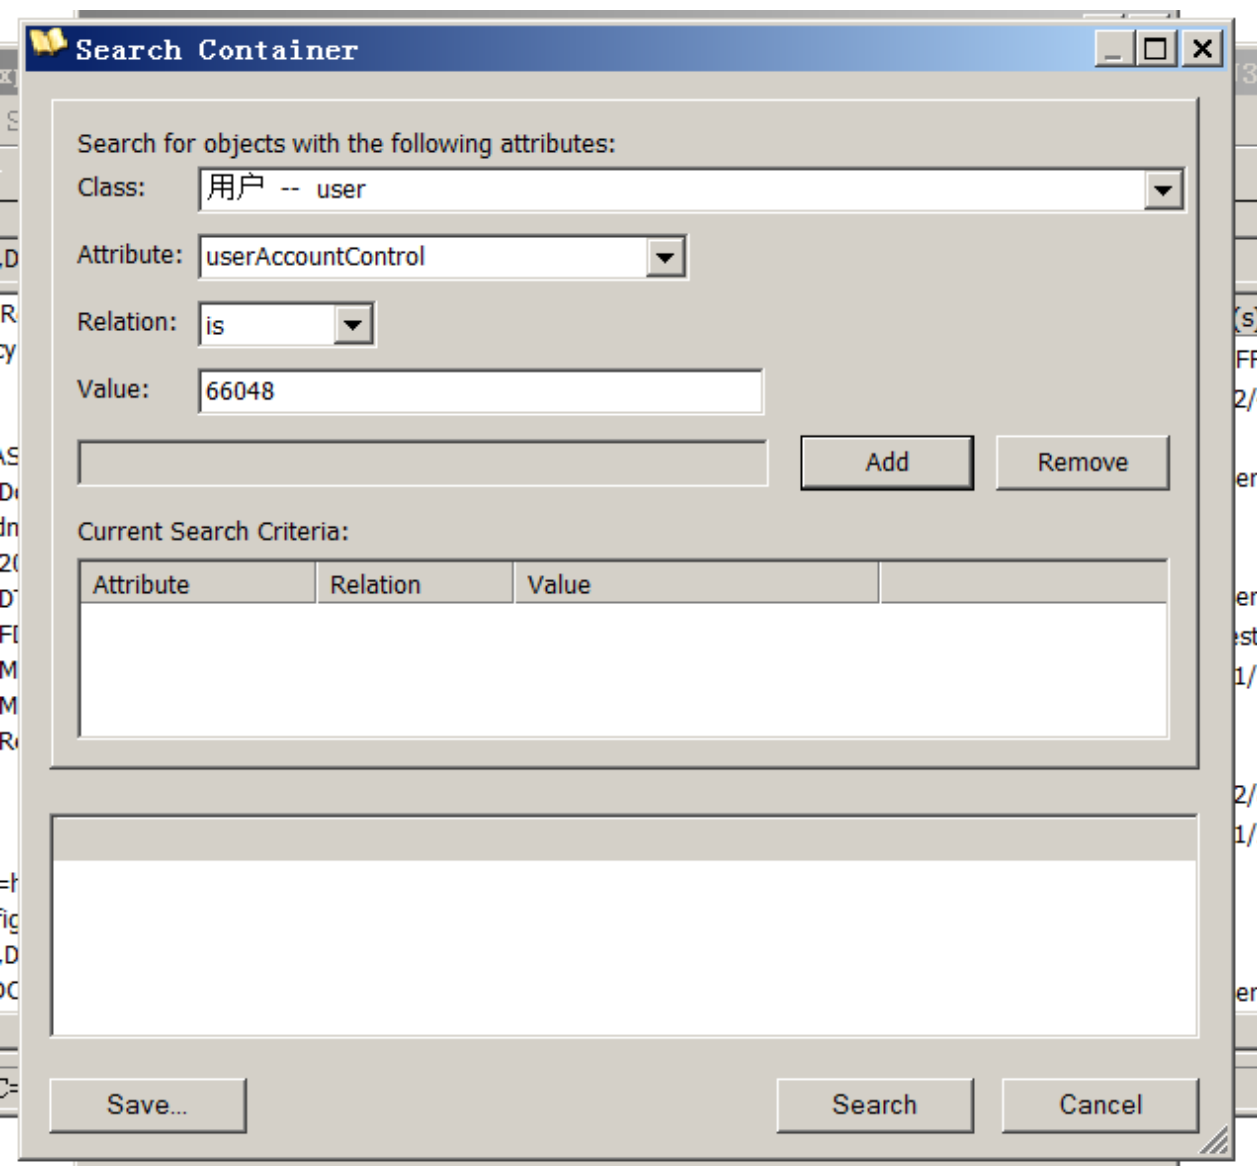 Search Container
Search for objects with the following attributes:
Class: 用户 -- user
Attribute: userAccountControl
Relation: is
Value: 66048
Add Remove
Current Search Criteria:
Attribute Relation Value
Save... Search Cancel